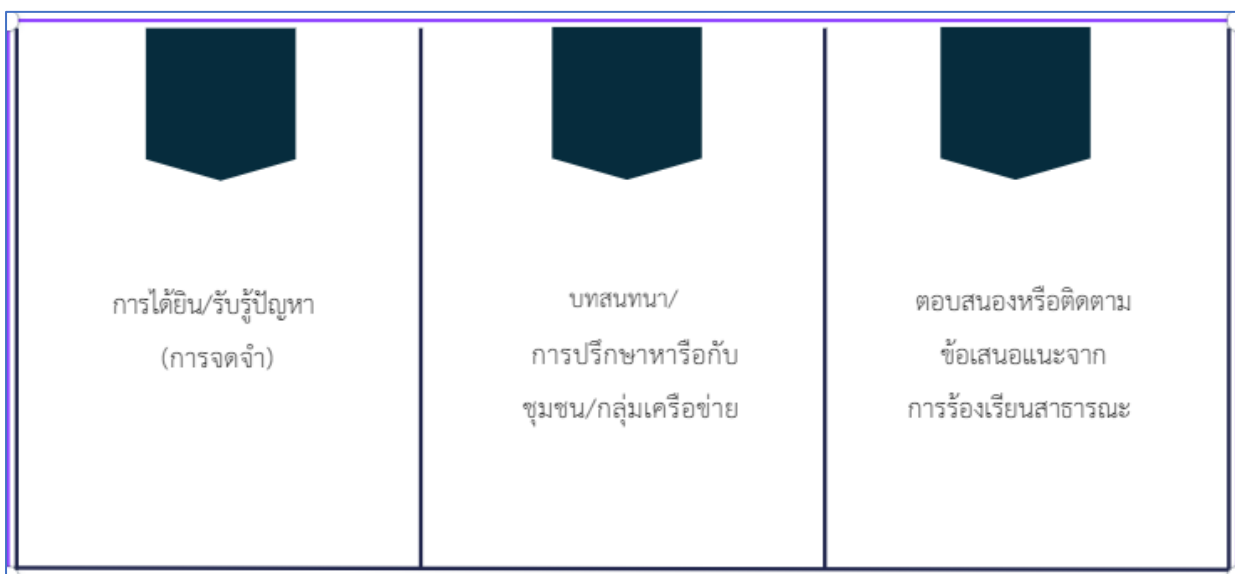 การได้ยิน/รับรู้ปัญหา
(การจดจำ)
บทสนทนา/
การปรึกษาหารือกับ
ชุมชน/กลุ่มเครือข่าย
ตอบสนองหรือติดตาม
ข้อเสนอแนะจาก
การร้องเรียนสาธารณะ